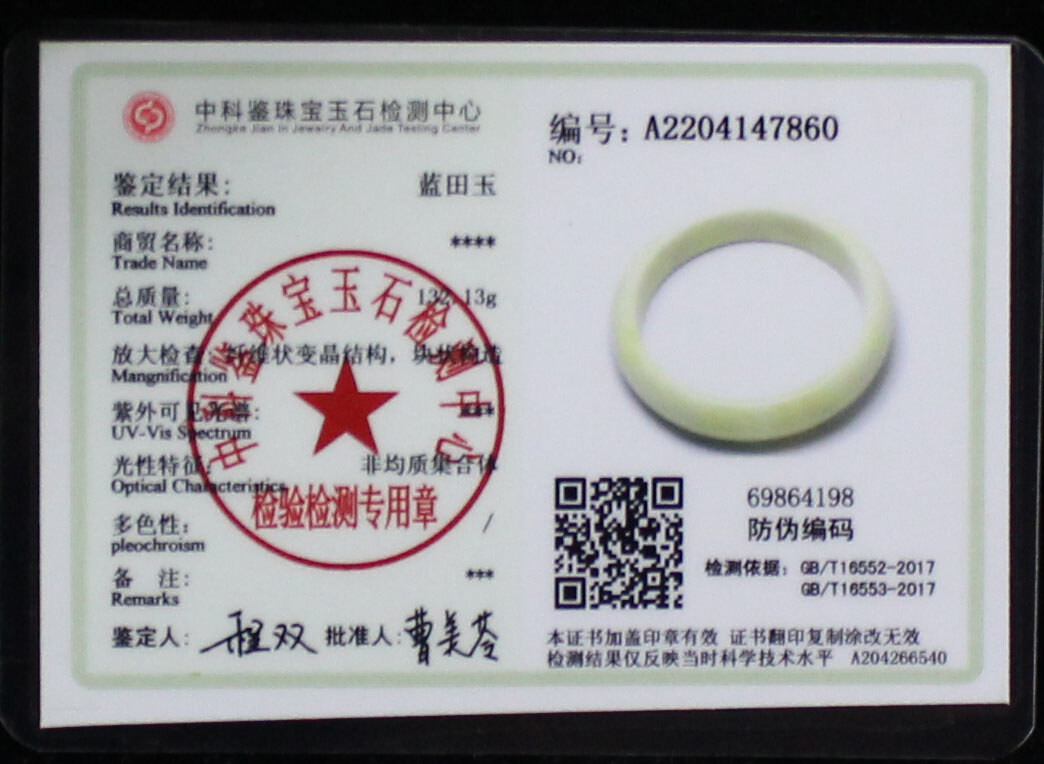 中科鉴珠宝玉石检测中心
Zhongke Jian in Jewelry And Jade Testing Center
鉴定结果: 蓝田玉
Results Identification
商贸名称: ****
Trade Name
总质量: 132.13g
Total Weight
放大检查: 纤维状变晶结构，块状构造
Mangnification
紫外可见光谱: ***
UV-Vis Spectrum
光性特征: 非均质集合体
Optical Characteristics
多色性: /
pleochroism
备 注: ***
Remarks
鉴定人: 程双 批准人: 曹美苓
中科鉴珠宝玉石检测中心
检验检测专用章
编号: A2204147860
NO:
69864198
防伪编码
检测依据: GB/T16552-2017
GB/T16553-2017
本证书加盖印章有效 证书翻印复制涂改无效
检测结果仅反映当时科学技术水平 A204266540